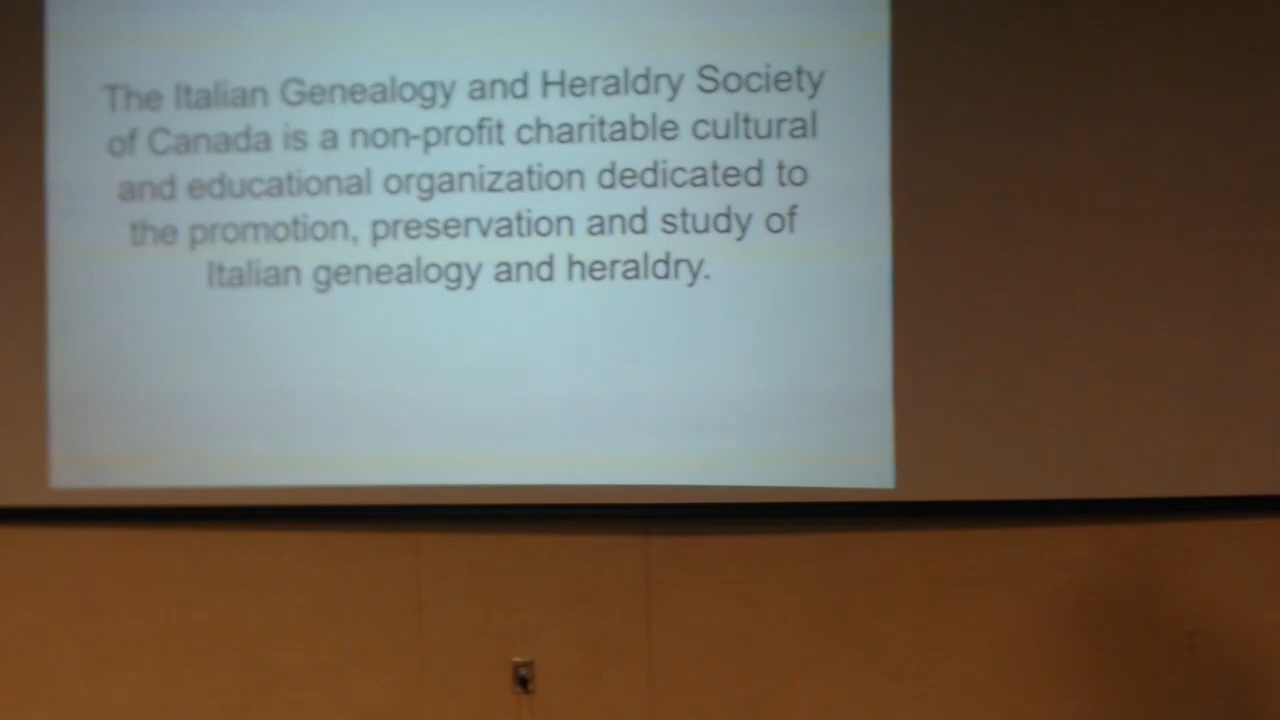 The Italian Genealogy and Heraldry Society
of Canada is a non-profit charitable cultural
and educational organization dedicated to
the promotion, preservation and study of
Italian genealogy and heraldry.